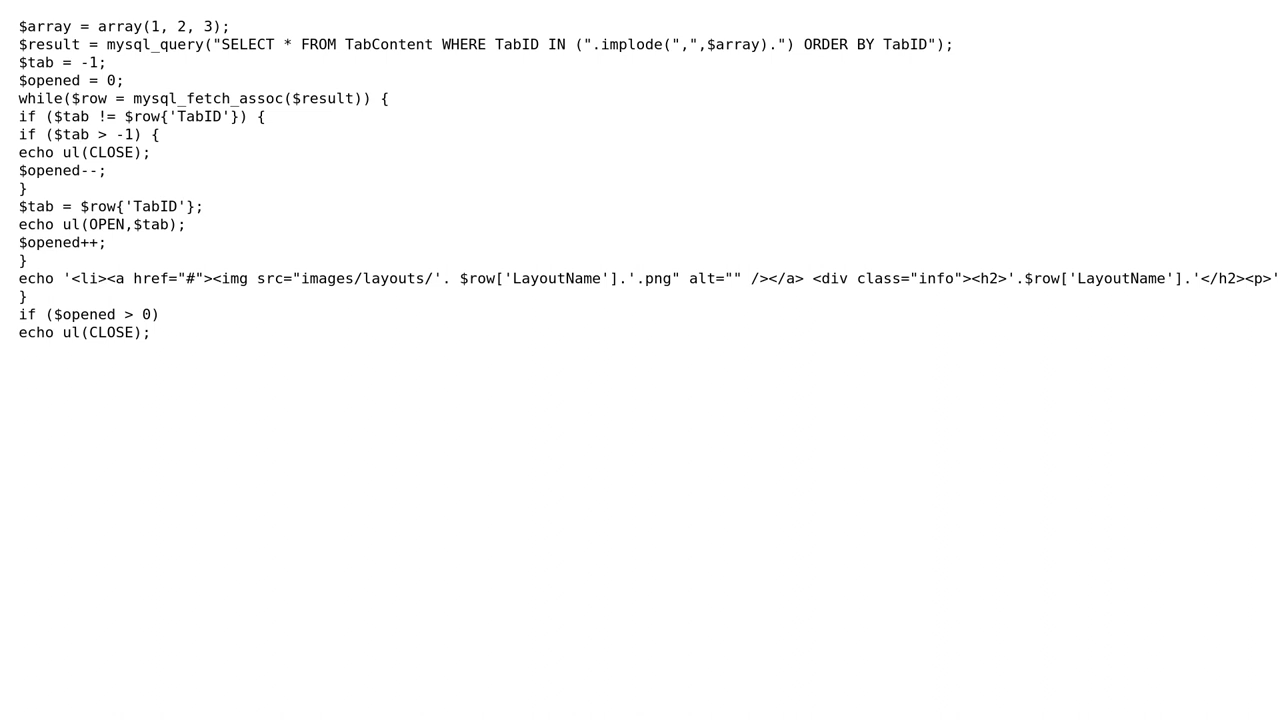 $array = array(1, 2, 3);
$result = mysql_query("SELECT * FROM TabContent WHERE TabID IN (".implode(",",$array).") ORDER BY TabID");
$tab = -1;
$opened = 0;
while($row = mysql_fetch_assoc($result)) {
if ($tab != $row{'TabID'}) {
if ($tab > -1) {
echo ul(CLOSE);
$opened--;
}
$tab = $row{'TabID'};
echo ul(OPEN,$tab);
$opened++;
}
echo '<li><a href="#"><img src="images/layouts/'. $row['LayoutName'].'.png" alt="" /></a> <div class="info"><h2>'.$row['LayoutName'].'</h2><p>'
}
if ($opened > 0)
echo ul(CLOSE);